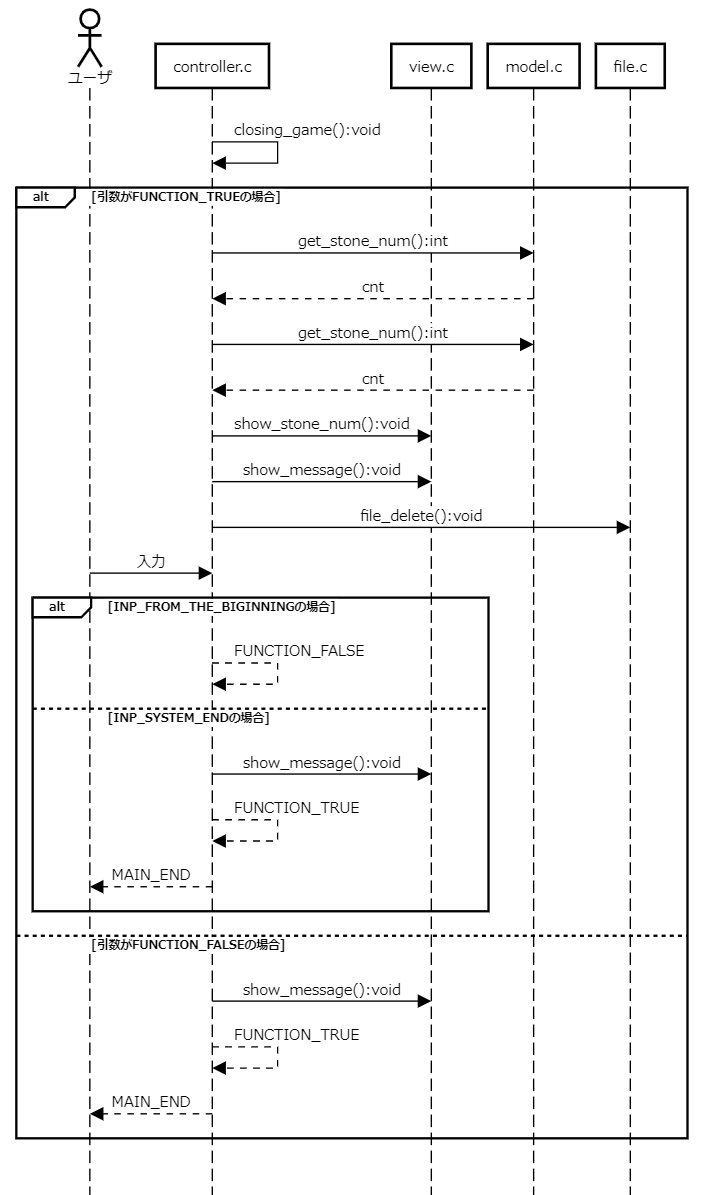 ユーザ
controller.c
view.c
model.c
file.c
closing_game():void
alt
[引数がFUNCTION_TRUEの場合]
get_stone_num():int
cnt
get_stone_num():int
cnt
show_stone_num():void
show_message():void
file_delete():void
入力
alt
[INP_FROM_THE_BIGINNINGの場合]
FUNCTION_FALSE
[INP_SYSTEM_ENDの場合]
show_message():void
FUNCTION_TRUE
MAIN_END
[引数がFUNCTION_FALSEの場合]
show_message():void
FUNCTION_TRUE
MAIN_END